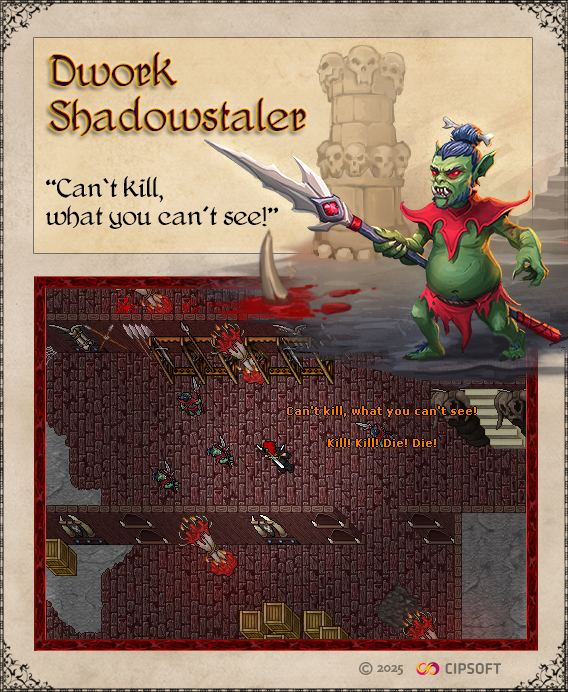 Dwork
Shadowstaler
“Can`t kill,
what you can´t see!”
Can't kill, what you can't see!
Kill! Kill! Die! Die!
© 2025 CIPSOFT